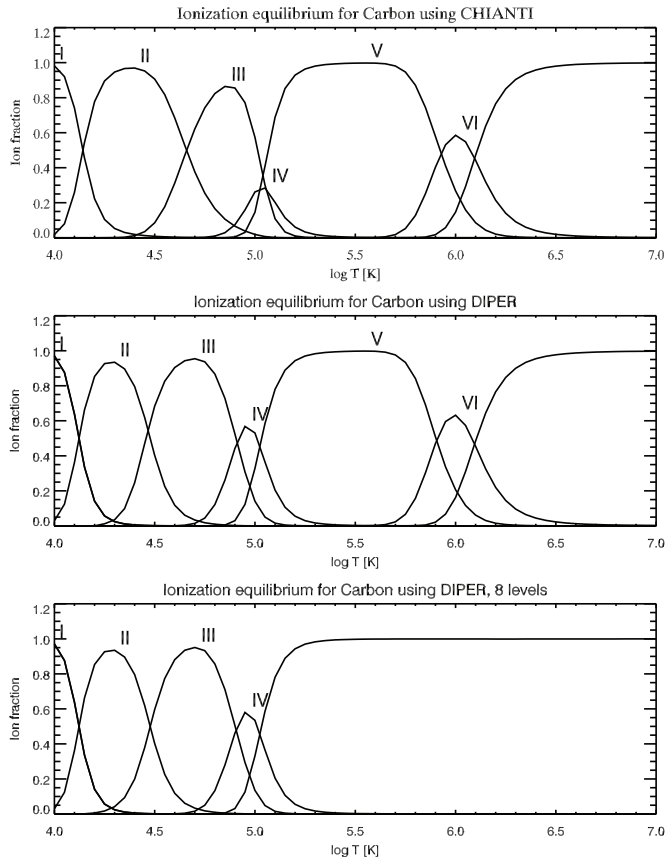 Ionization equilibrium for Carbon using CHIANTI
1.2
1.0
0.8
0.6
0.4
0.2
0.0
Ion fraction
I
II
III
IV
V
VI
4.0 4.5 5.0 5.5 6.0 6.5 7.0
log T [K]
Ionization equilibrium for Carbon using DIPER
1.2
1.0
0.8
0.6
0.4
0.2
0.0
Ion fraction
I
II
III
IV
V
VI
4.0 4.5 5.0 5.5 6.0 6.5 7.0
log T [K]
Ionization equilibrium for Carbon using DIPER, 8 levels
1.2
1.0
0.8
0.6
0.4
0.2
0.0
Ion fraction
I
II
III
IV
4.0 4.5 5.0 5.5 6.0 6.5 7.0
log T [K]